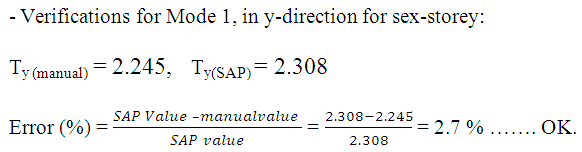 - Verifications for Mode 1, in y-direction for sex-storey:
Ty (manual) = 2.245, Ty(SAP) = 2.308
Error (%) = SAP Value –manualvalue / SAP value = 2.308−2.245 / 2.308 = 2.7 % ....... OK.